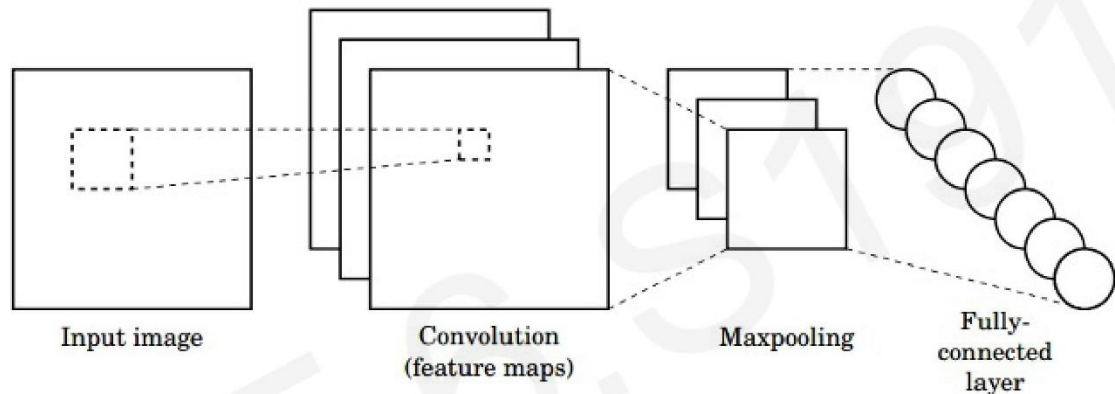 Input image
Convolution
(feature maps)
Maxpooling
Fully-
connected
layer